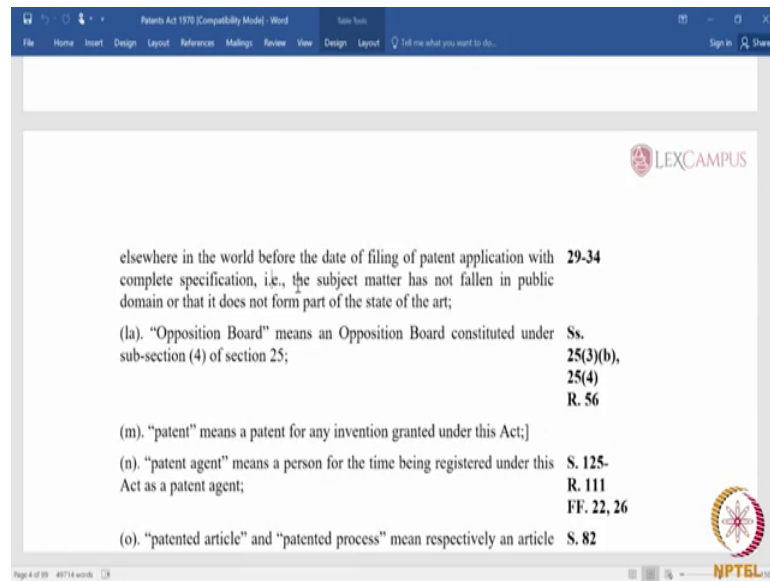 Patents Act 1970 [Compatibility Mode] - Word
Table Tools
File Home Insert Design Layout References Mailings Review View Design Layout Tell me what you want to do...
Sign in Share
LEXCAMPUS
elsewhere in the world before the date of filing of patent application with 29-34
complete specification, i.e., the subject matter has not fallen in public
domain or that it does not form part of the state of the art;
(la). “Opposition Board” means an Opposition Board constituted under Ss.
sub-section (4) of section 25; 25(3)(b),
25(4)
R. 56
(m). “patent” means a patent for any invention granted under this Act;]
(n). “patent agent” means a person for the time being registered under this S. 125-
Act as a patent agent; R. 111
FF. 22, 26
(o). “patented article” and “patented process” mean respectively an article S. 82
Page 4 of 99 49714 words
NPTEL